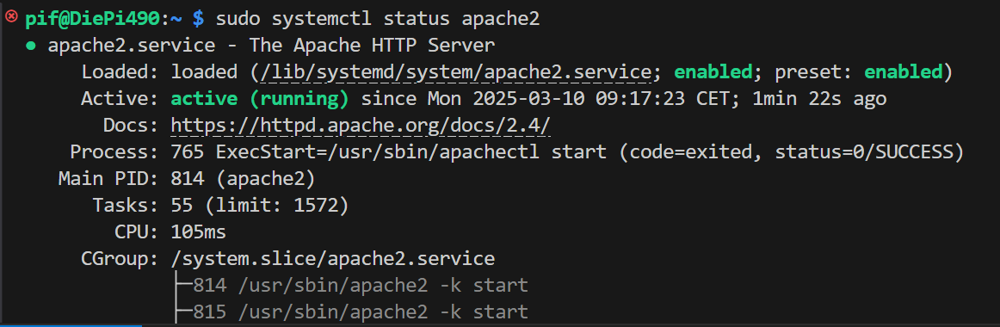 pif@DiePi490:~ $ sudo systemctl status apache2
● apache2.service - The Apache HTTP Server
Loaded: loaded (/lib/systemd/system/apache2.service; enabled; preset: enabled)
Active: active (running) since Mon 2025-03-10 09:17:23 CET; 1min 22s ago
Docs: https://httpd.apache.org/docs/2.4/
Process: 765 ExecStart=/usr/sbin/apachectl start (code=exited, status=0/SUCCESS)
Main PID: 814 (apache2)
Tasks: 55 (limit: 1572)
CPU: 105ms
CGroup: /system.slice/apache2.service
├─814 /usr/sbin/apache2 -k start
├─815 /usr/sbin/apache2 -k start